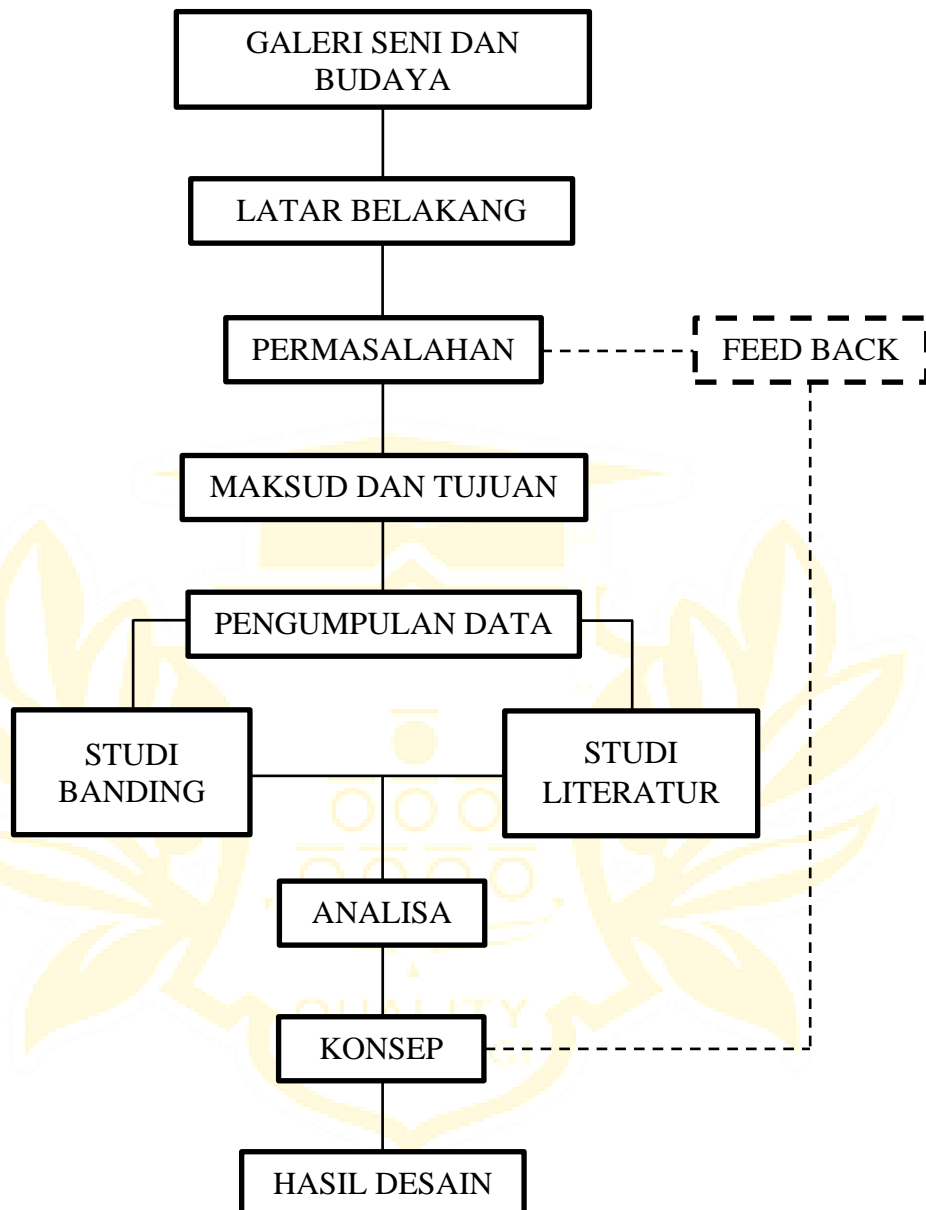 GALERI SENI DAN
BUDAYA
LATAR BELAKANG
PERMASALAHAN
FEED BACK
MAKSUD DAN TUJUAN
PENGUMPULAN DATA
STUDI
BANDING
STUDI
LITERATUR
ANALISA
QUALITY
KONSEP
HASIL DESAIN